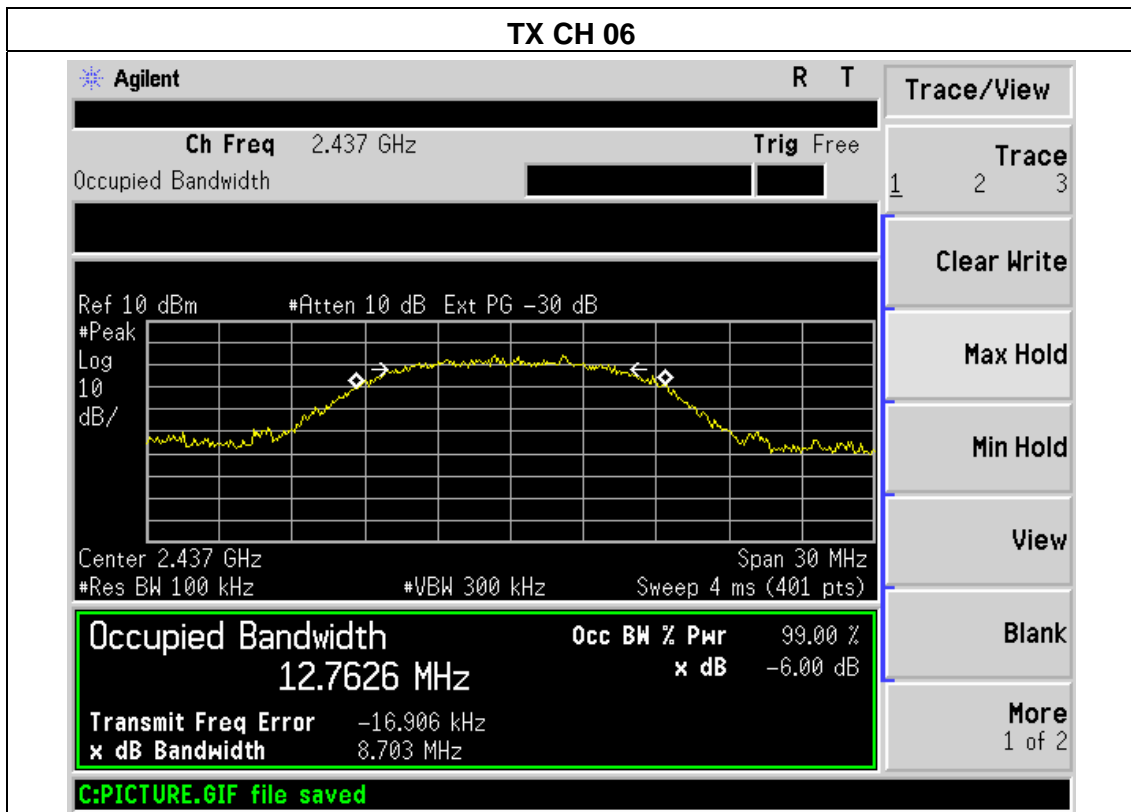 TX CH 06
Agilent R T
Ch Freq 2.437 GHz Trig Free
Occupied Bandwidth
Ref 10 dBm #Atten 10 dB Ext PG -30 dB
#Peak
Log
10
dB/
Center 2.437 GHz Span 30 MHz
#Res BW 100 kHz #VBW 300 kHz Sweep 4 ms (401 pts)
Occupied Bandwidth Occ BW % Pwr 99.00 %
12.7626 MHz x dB -6.00 dB
Transmit Freq Error -16.906 kHz
x dB Bandwidth 8.703 MHz
C:PICTURE.GIF file saved
Trace/View
Trace
1 2 3
Clear Write
Max Hold
Min Hold
View
Blank
More
1 of 2